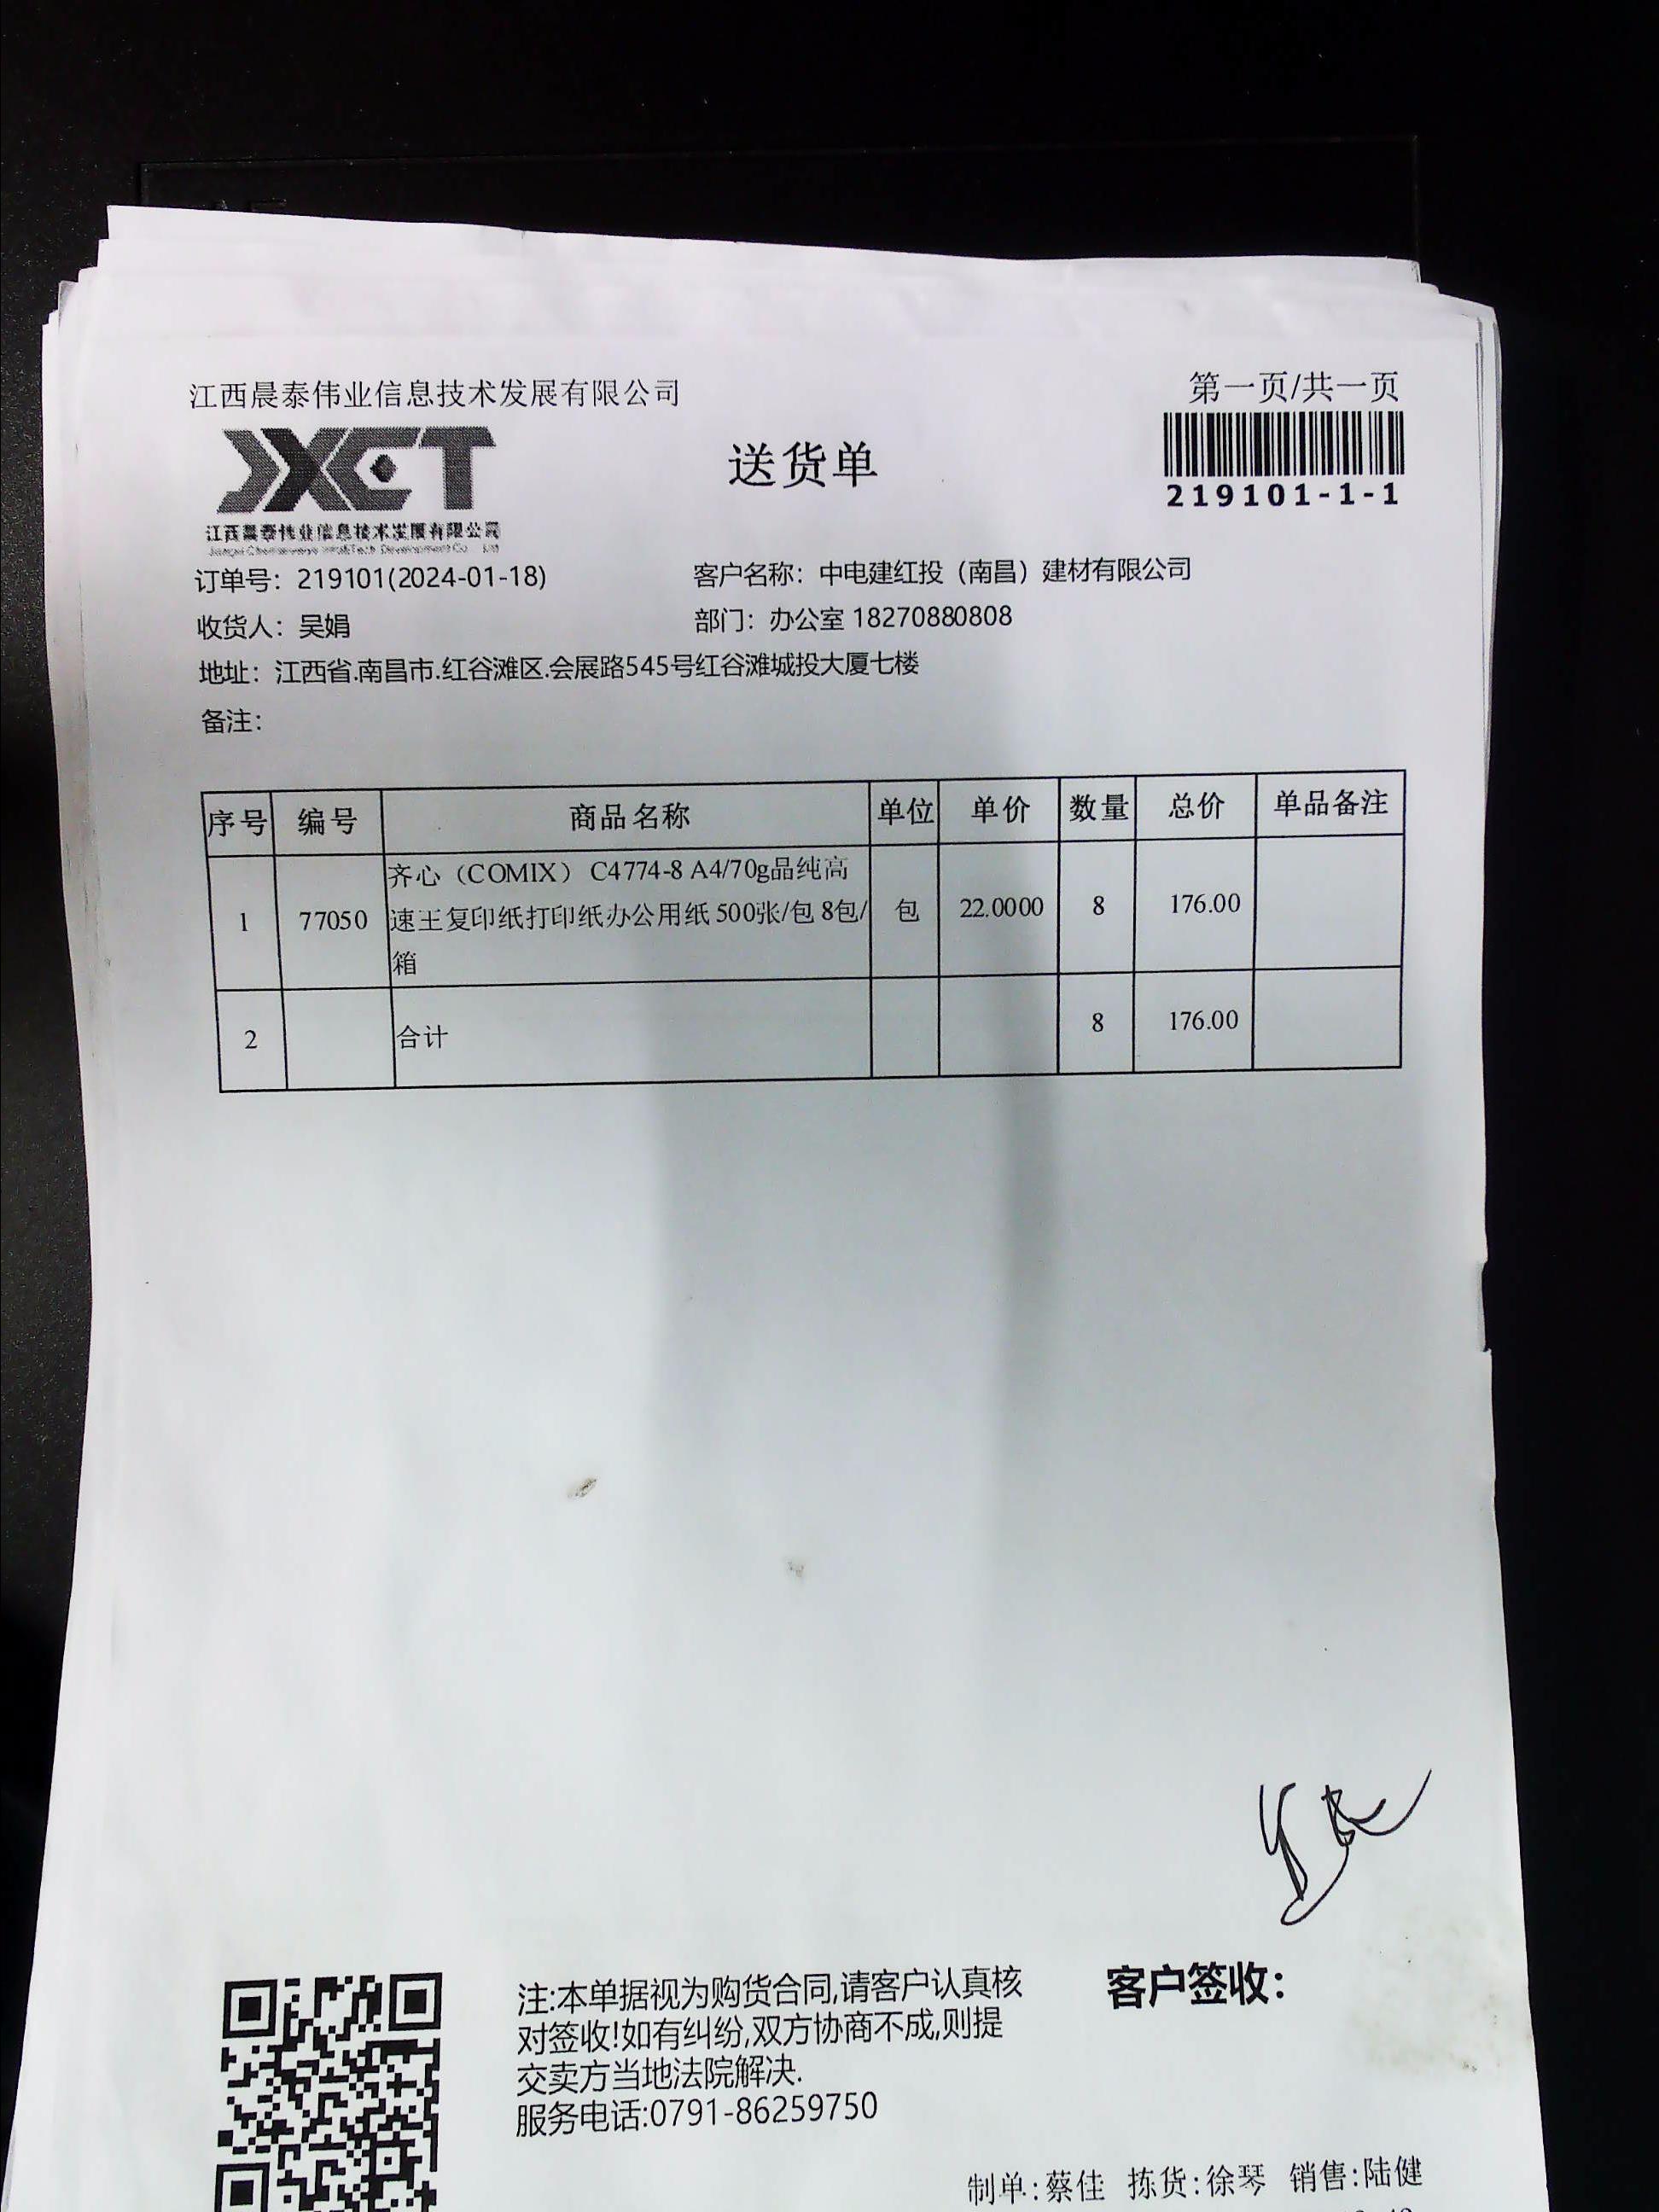 江西晨泰伟业信息技术发展有限公司
第一页/共一页
JXCT
江西晨泰伟业信息技术发展有限公司
送货单
219101-1-1
订单号：219101(2024-01-18)
客户名称：中电建红投（南昌）建材有限公司
收货人：吴娟
部门：办公室 18270880808
地址：江西省.南昌市.红谷滩区.会展路545号红谷滩城投大厦七楼
备注：
序号 编号 商品名称 单位 单价 数量 总价 单品备注
1 77050 齐心（COMIX） C4774-8 A4/70g晶纯高
速王复印纸打印纸办公用纸 500张/包 8包/
箱 包 22.0000 8 176.00
2 合计 8 176.00
注:本单据视为购货合同,请客户认真核
对签收!如有纠纷,双方协商不成,则提
交卖方当地法院解决.
服务电话:0791-86259750
客户签收：
制单:蔡佳 拣货:徐琴 销售:陆健